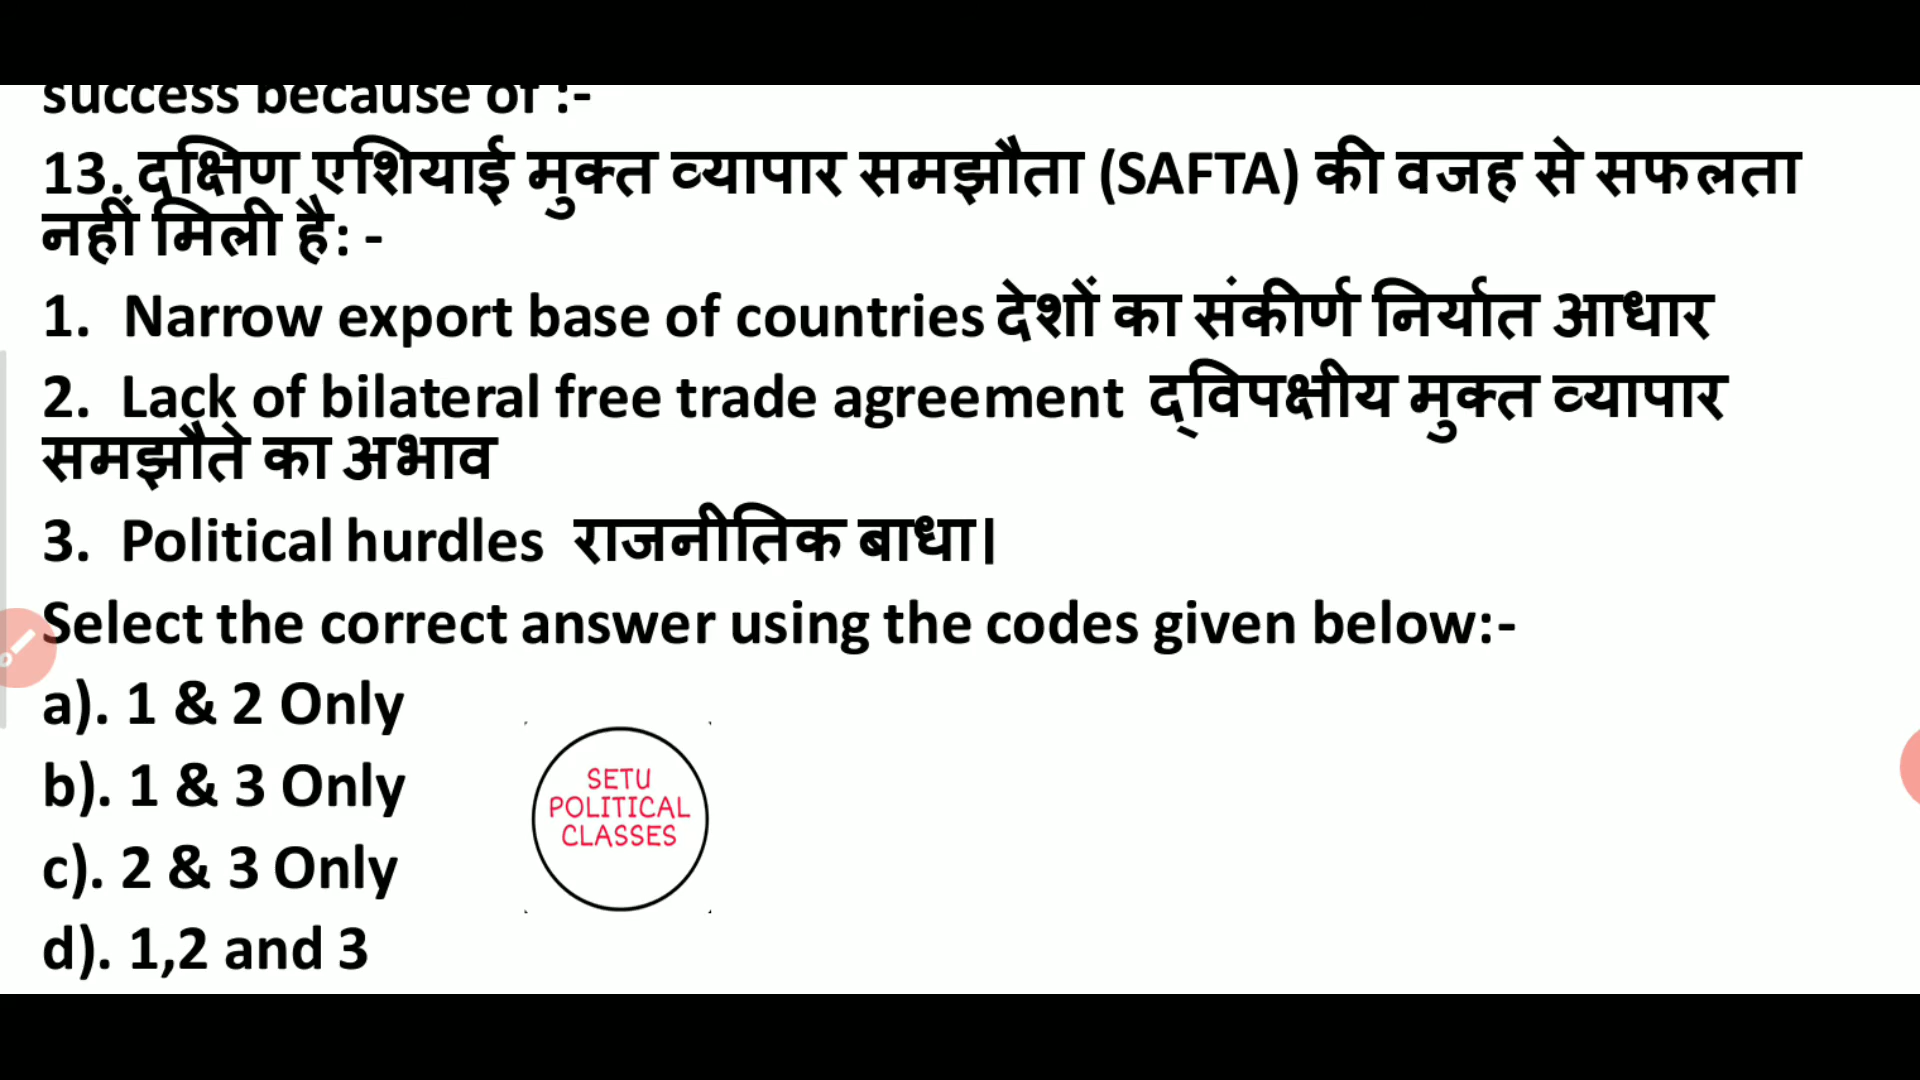 success because of :-
13. दक्षिण एशियाई मुक्त व्यापार समझौता (SAFTA) की वजह से सफलता
नहीं मिली है: -
1. Narrow export base of countries देशों का संकीर्ण निर्यात आधार
2. Lack of bilateral free trade agreement द्विपक्षीय मुक्त व्यापार
समझौते का अभाव
3. Political hurdles राजनीतिक बाधा।
Select the correct answer using the codes given below:-
a). 1 & 2 Only
b). 1 & 3 Only
c). 2 & 3 Only
d). 1,2 and 3
SETU
POLITICAL
CLASSES